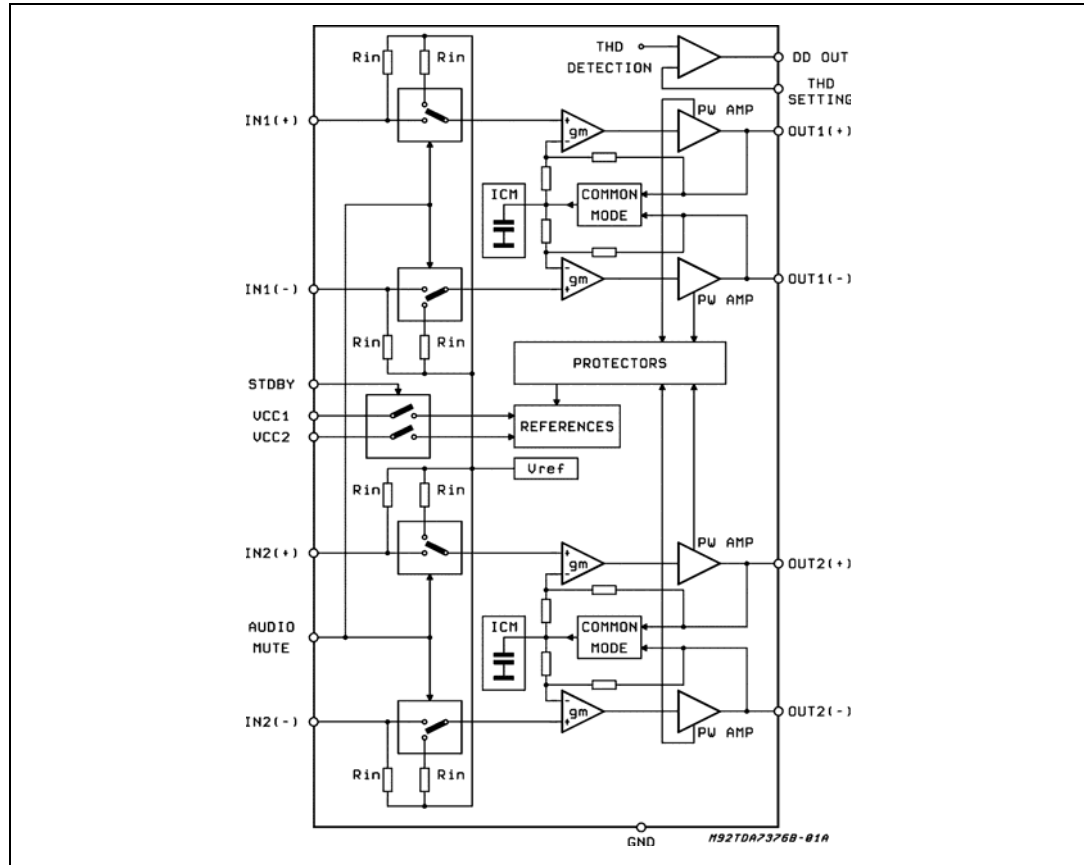 THD
DETECTION
DD OUT
THD
SETTING
Rin
Rin
PW AMP
IN1(+)
gm
OUT1(+)
ICM
COMMON
MODE
IN1(-)
gm
OUT1(-)
PW AMP
Rin
Rin
PROTECTORS
STDBY
VCC1
VCC2
REFERENCES
Vref
Rin
Rin
PW AMP
IN2(+)
gm
OUT2(+)
AUDIO
MUTE
ICM
COMMON
MODE
IN2(-)
gm
OUT2(-)
PW AMP
Rin
Rin
GND
M92TDA7376B-01A